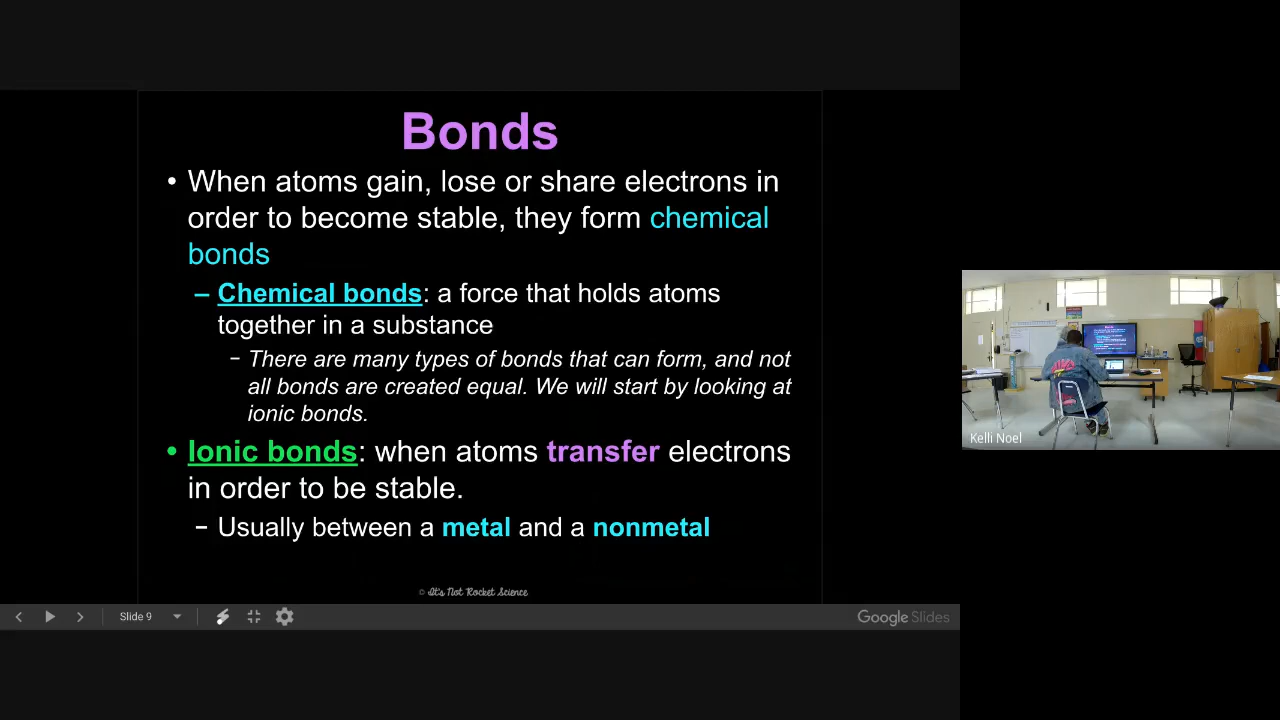 Bonds
• When atoms gain, lose or share electrons in
order to become stable, they form chemical
bonds
– Chemical bonds: a force that holds atoms
together in a substance
– There are many types of bonds that can form, and not
all bonds are created equal. We will start by looking at
ionic bonds.
• Ionic bonds: when atoms transfer electrons
in order to be stable.
– Usually between a metal and a nonmetal
© It's Not Rocket Science
Slide 9
Google Slides
Kelli Noel